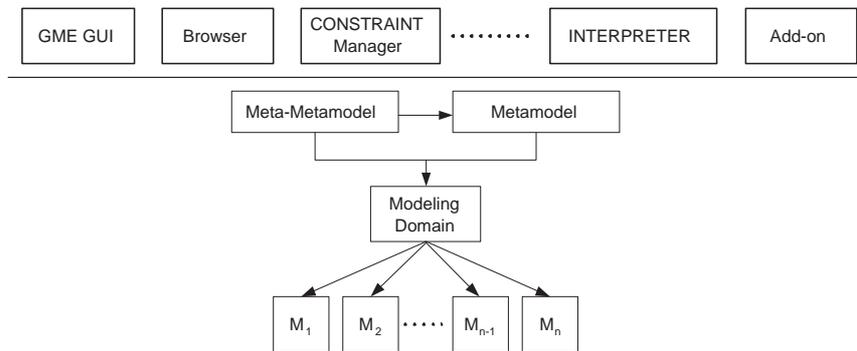 GME GUI
Browser
CONSTRAINT
Manager
INTERPRETER
Add-on
Meta-Metamodel
Metamodel
Modeling
Domain
M1
M2
Mn-1
Mn